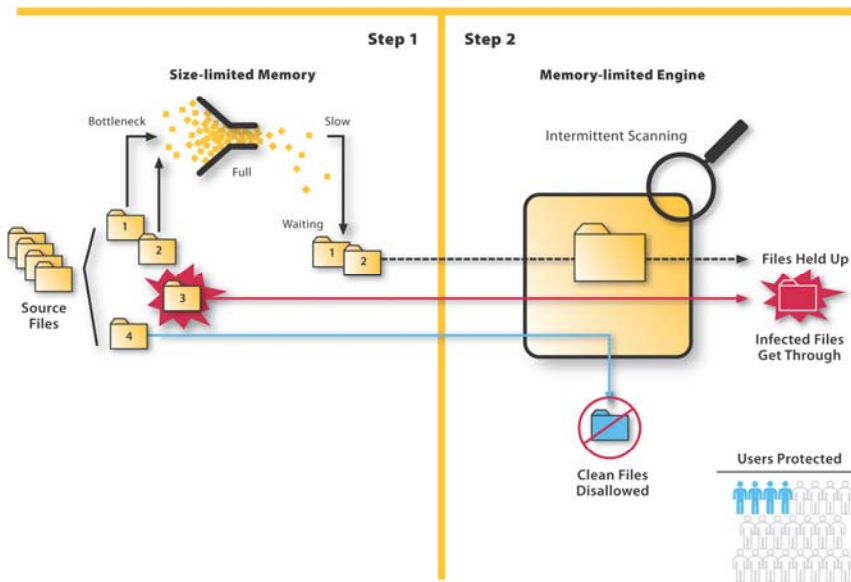 Step 1
Step 2
Size-limited Memory
Memory-limited Engine
Bottleneck
Slow
Full
Intermittent Scanning
Waiting
1
2
1
2
3
4
Source
Files
Files Held Up
Infected Files
Get Through
Clean Files
Disallowed
Users Protected